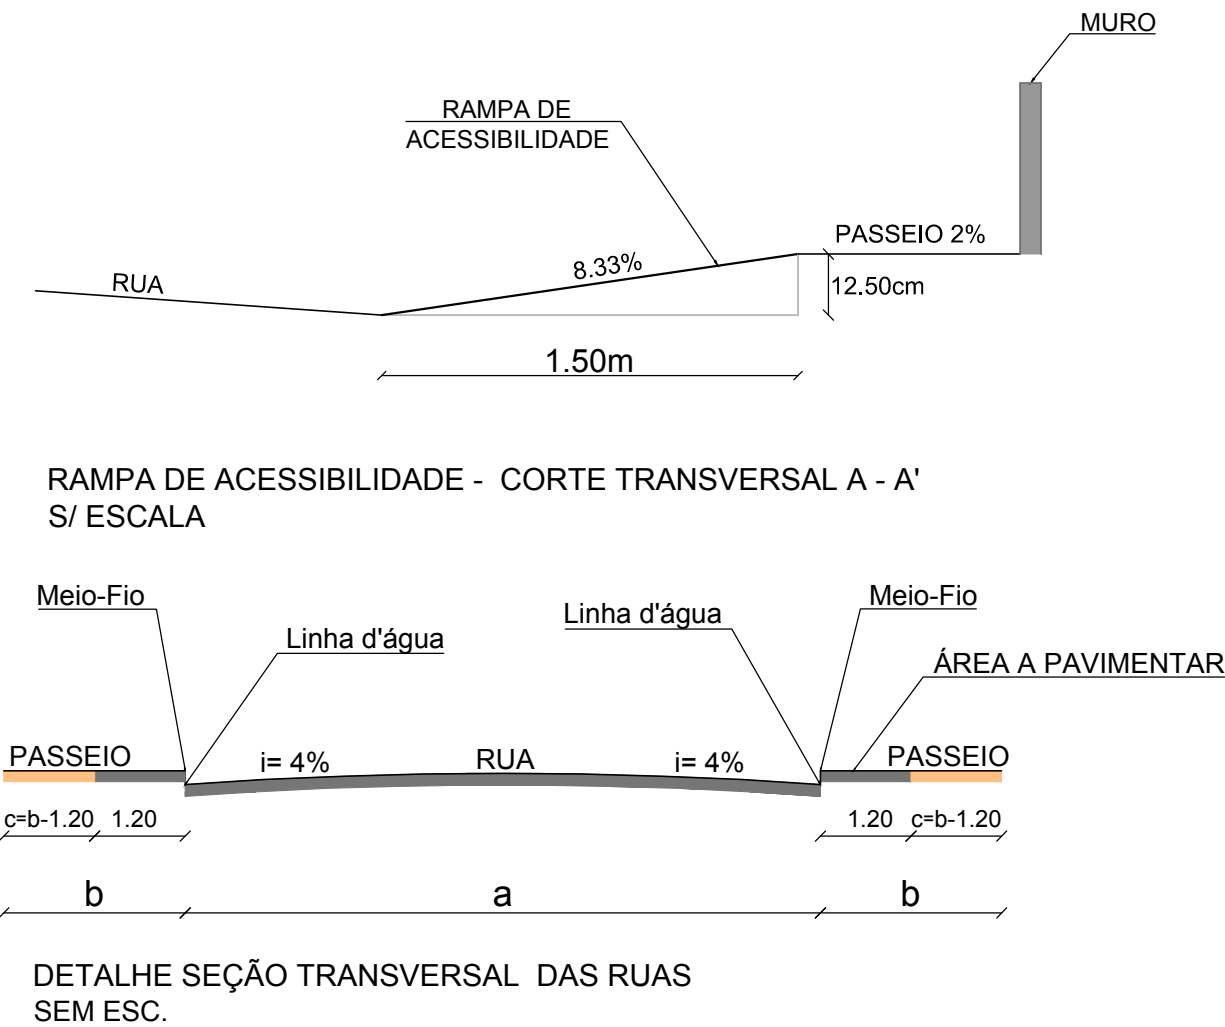 MURO
RAMPA DE
ACESSIBILIDADE
PASSEIO 2%
8.33%
RUA
12.50cm
1.50m
RAMPA DE ACESSIBILIDADE - CORTE TRANSVERSAL A - A'
S/ ESCALA
Meio-Fio
Linha d'água
Linha d'água
Meio-Fio
ÁREA A PAVIMENTAR
PASSEIO
i= 4%
RUA
i= 4%
PASSEIO
c=b-1.20
1.20
1.20
c=b-1.20
b
a
b
DETALHE SEÇÃO TRANSVERSAL DAS RUAS
SEM ESC.